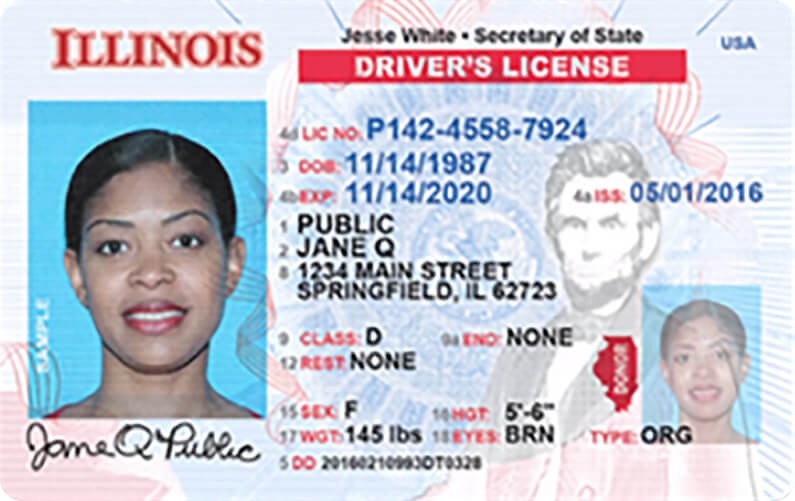 ILLINOIS
Jesse White • Secretary of State
USA
DRIVER'S LICENSE
4d LIC NO: P142-4558-7924
3 DOB: 11/14/1987
4b EXP: 11/14/2020 4a ISS: 05/01/2016
1 PUBLIC
2 JANE Q
8 1234 MAIN STREET
SPRINGFIELD, IL 62723
9 CLASS: D 9a END: NONE
12 REST: NONE
DONOR
15 SEX: F 16 HGT: 5'-6"
17 WGT: 145 lbs 18 EYES: BRN TYPE: ORG
5 DD 20160210993DT0328
SAMPLE
Jane Q Public